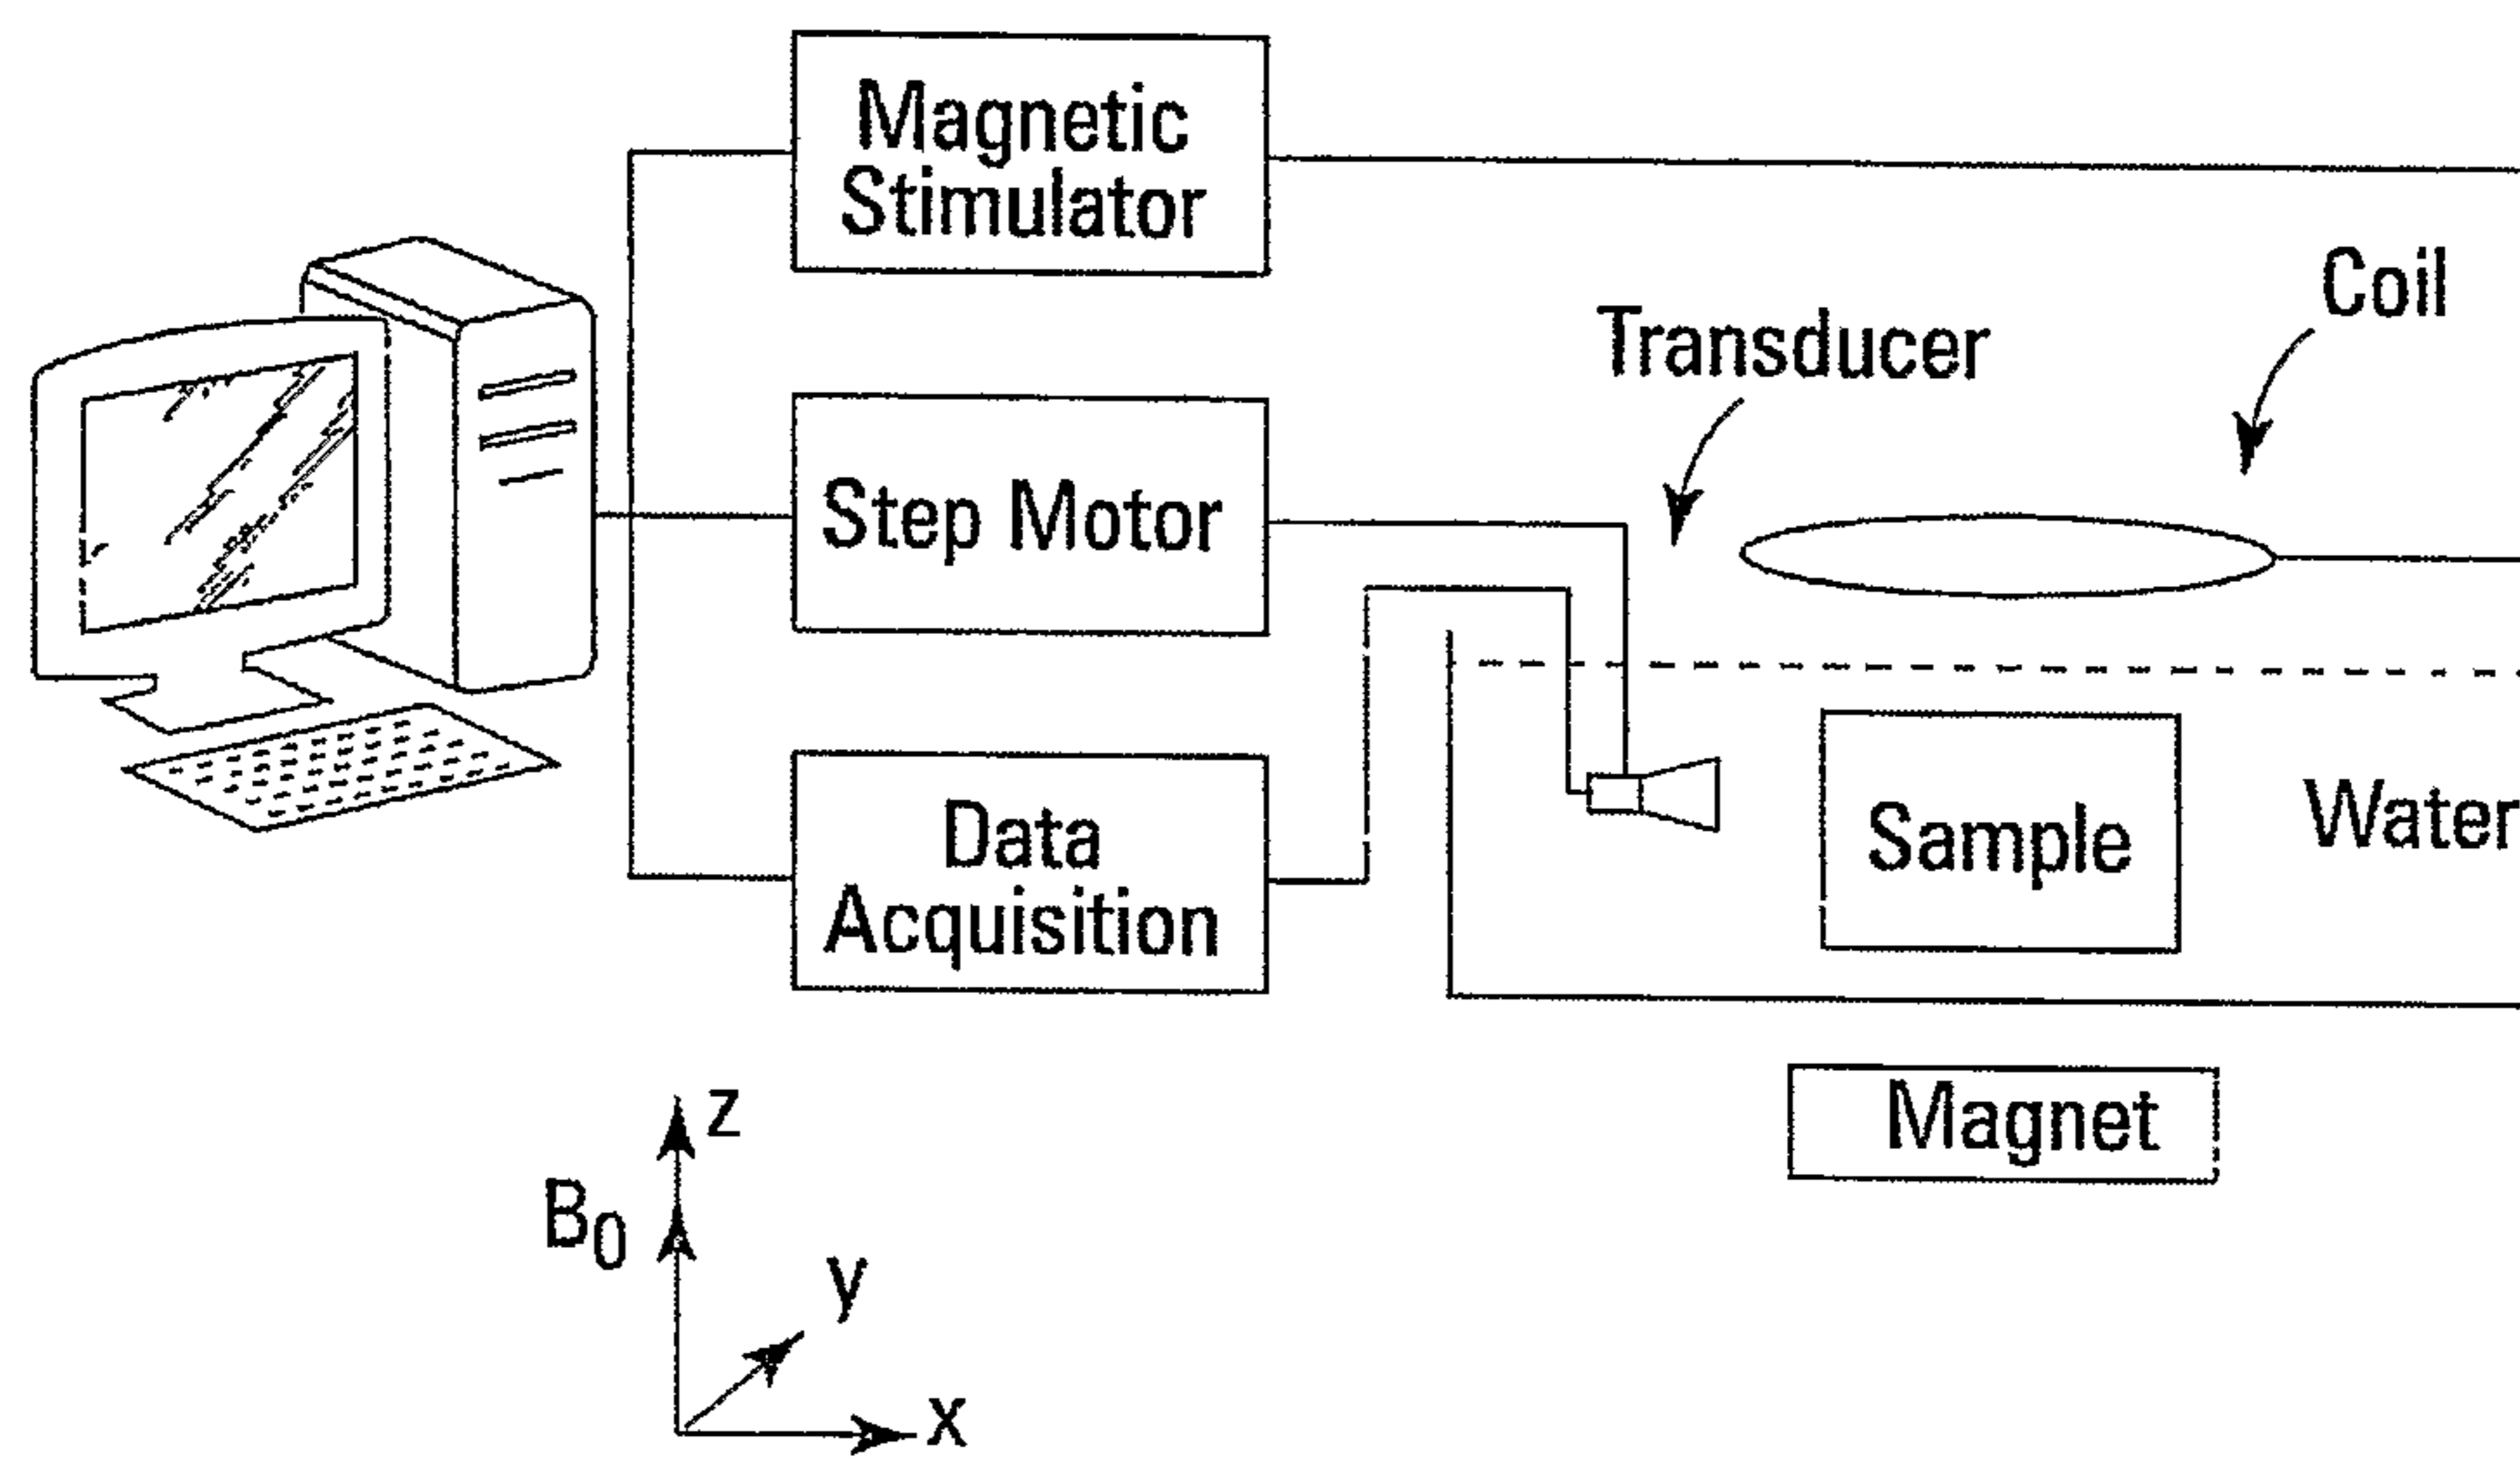 Magnetic
Stimulator
Coil
Transducer
Step Motor
Data
Acquisition
Sample
Water
Magnet
z
B0
y
x